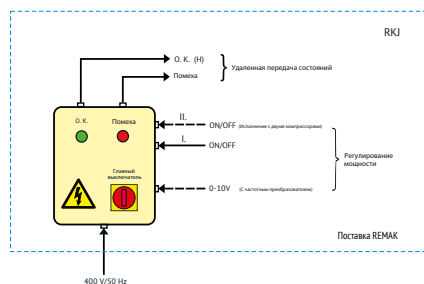 RKJ
О. К. (H)
Помеха
Удаленная передача состояний
О. К.
Помеха
II.
ON/OFF (Исполнение с двумя компрессорами)
I.
ON/OFF
Регулирование
мощности
Главный
выключатель
0-10V (С частотным преобразователем)
Поставка REMAK
400 V/50 Hz